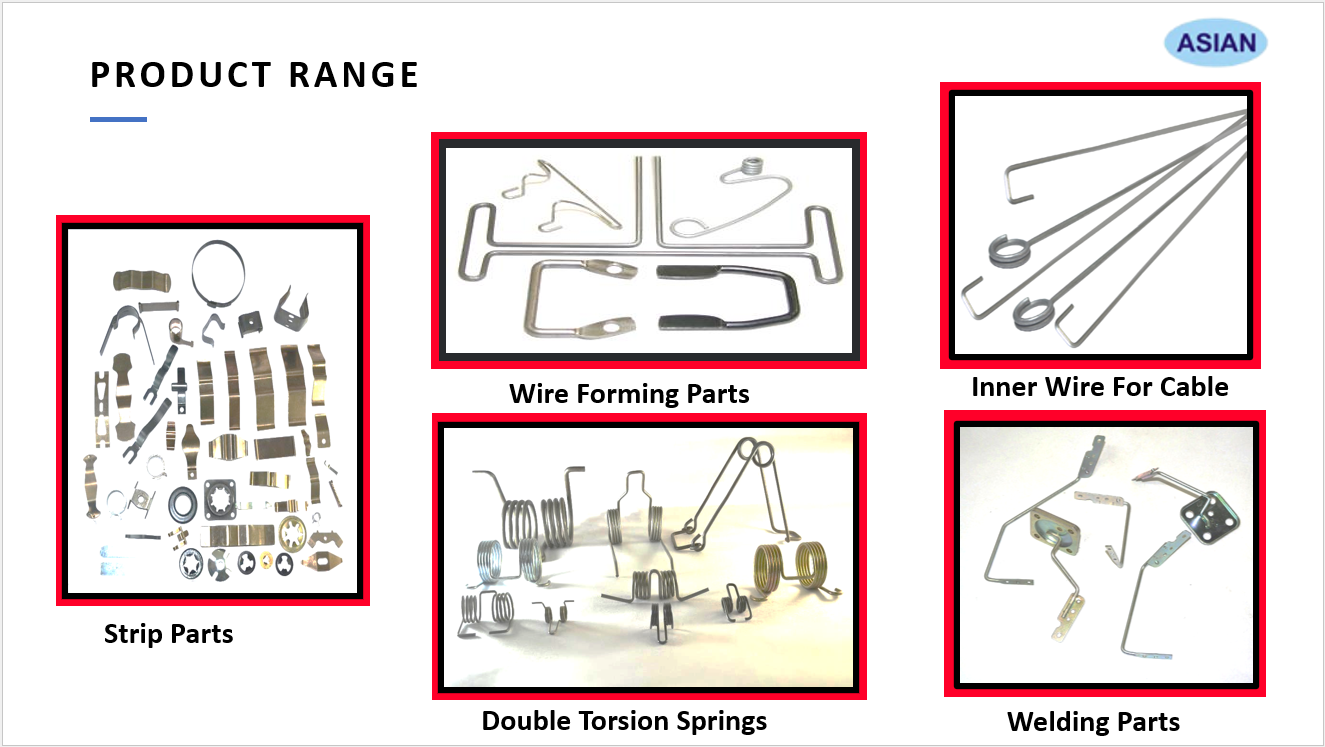 ASIAN
PRODUCT RANGE
Wire Forming Parts
Inner Wire For Cable
Strip Parts
Double Torsion Springs
Welding Parts